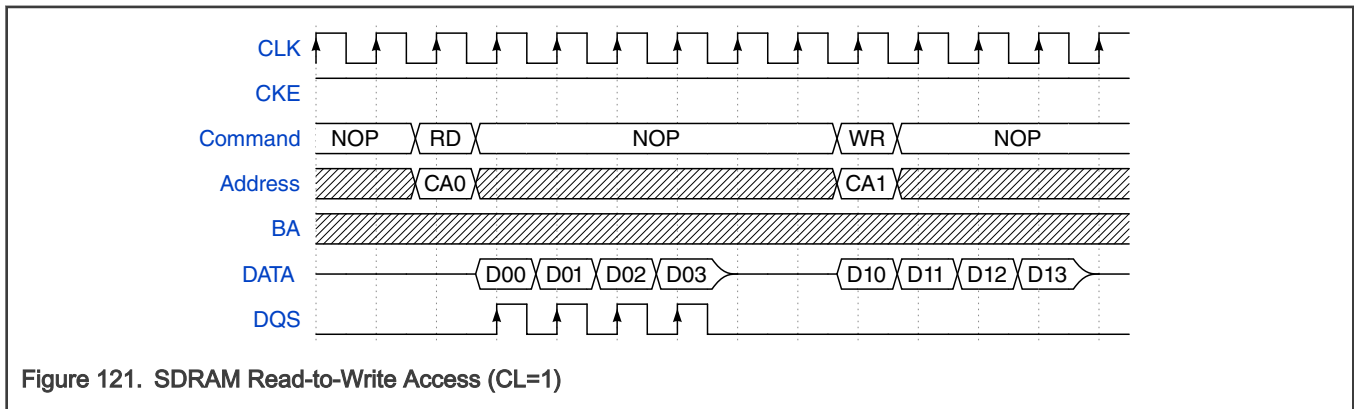 CLK
CKE
Command NOP RD NOP WR NOP
Address CA0 CA1
BA
DATA D00 D01 D02 D03 D10 D11 D12 D13
DQS
Figure 121. SDRAM Read-to-Write Access (CL=1)